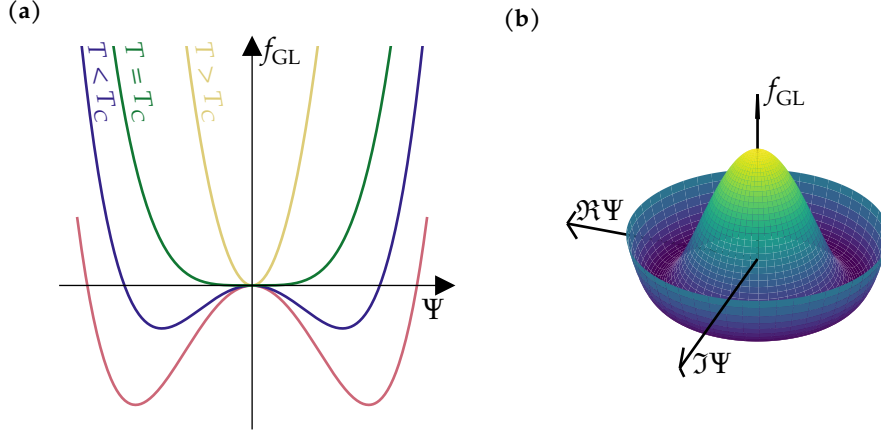 (a)
f_GL
T < T_C
T = T_C
T > T_C
Ψ
(b)
f_GL
ℜΨ
ℑΨ